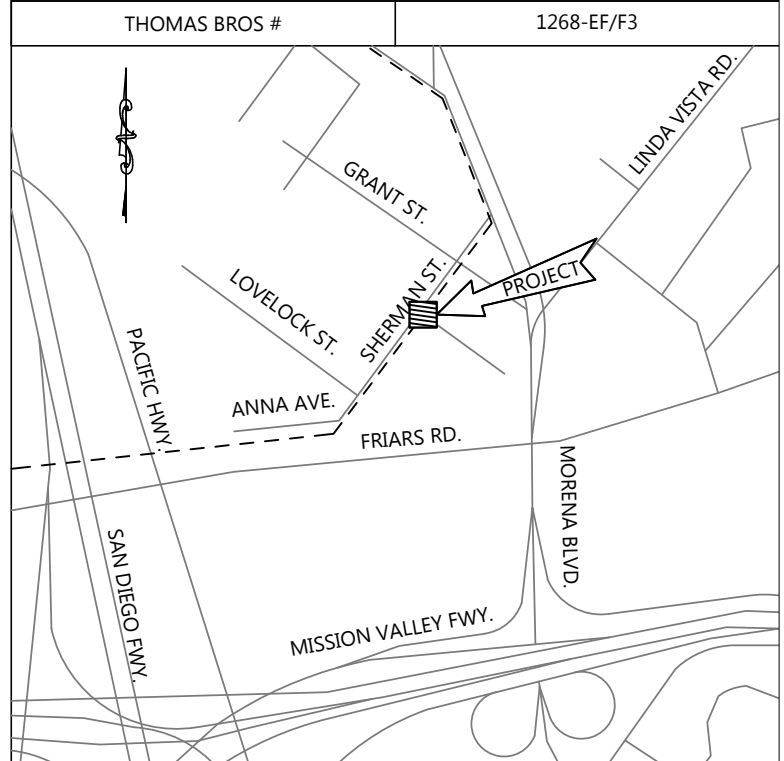 THOMAS BROS #
1268-EF/F3
LINDA VISTA RD.
GRANT ST.
PROJECT
LOVELOCK ST.
SHERMAN ST.
PACIFIC HWY.
ANNA AVE.
FRIARS RD.
MORENA BLVD.
SAN DIEGO FWY.
MISSION VALLEY FWY.